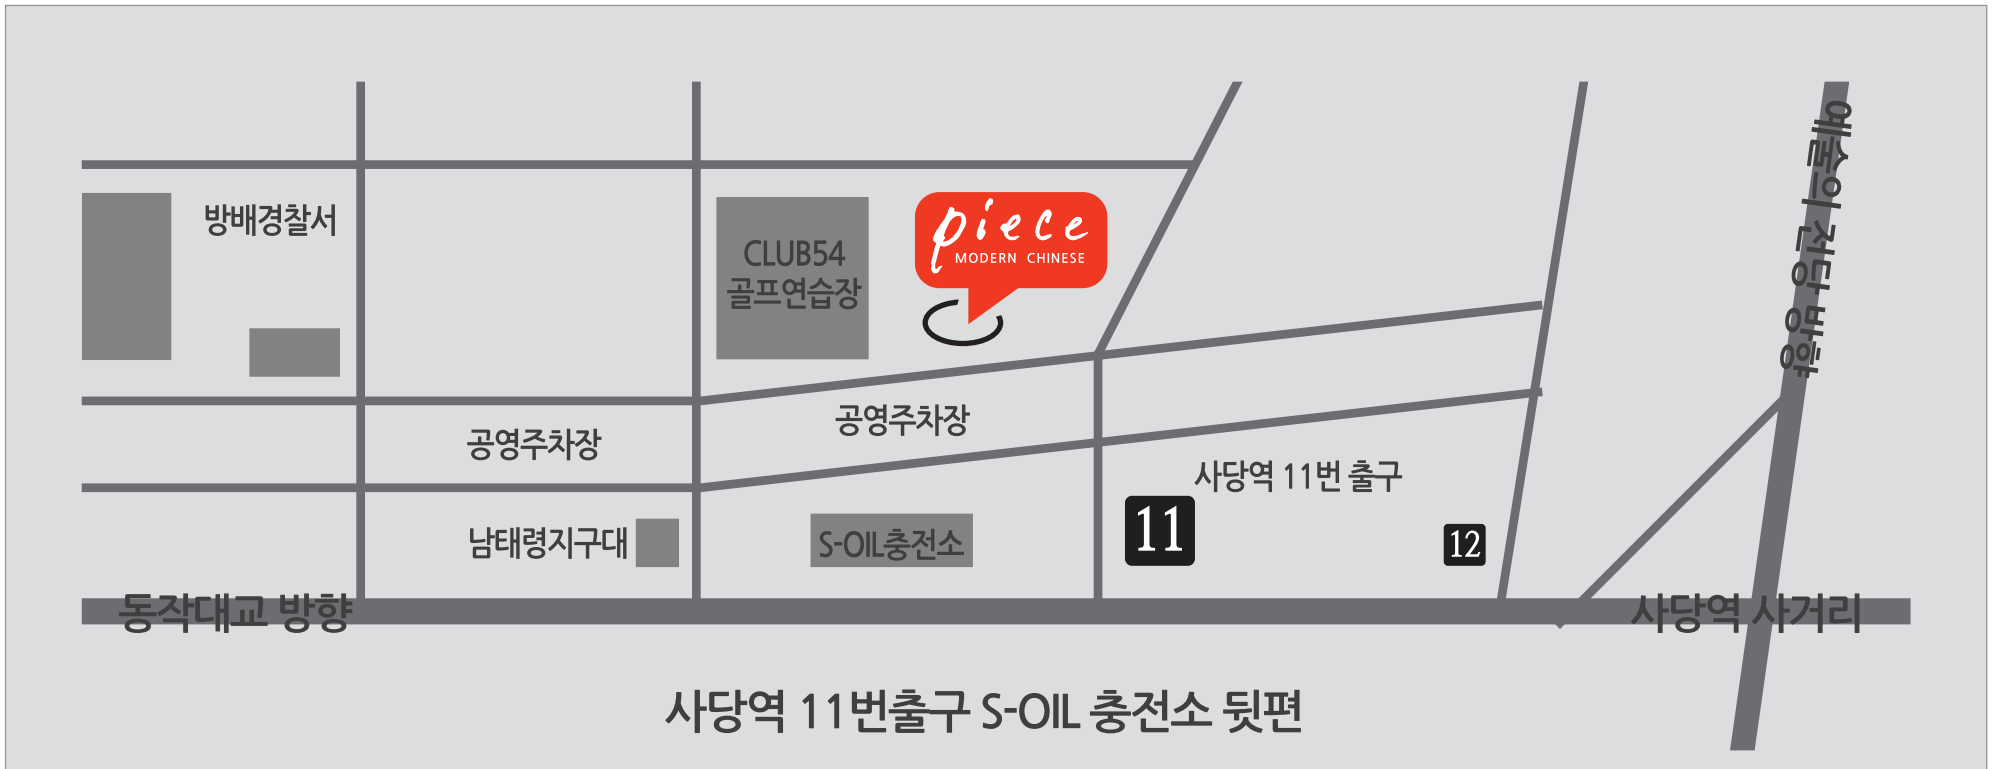 예술의 전당 방향
방배경찰서
piece
MODERN CHINESE
CLUB54
골프연습장
공영주차장
공영주차장
사당역 11번 출구
11
12
남태령지구대
S-OIL충전소
동작대교 방향
사당역 사거리
사당역 11번출구 S-OIL 충전소 뒷편